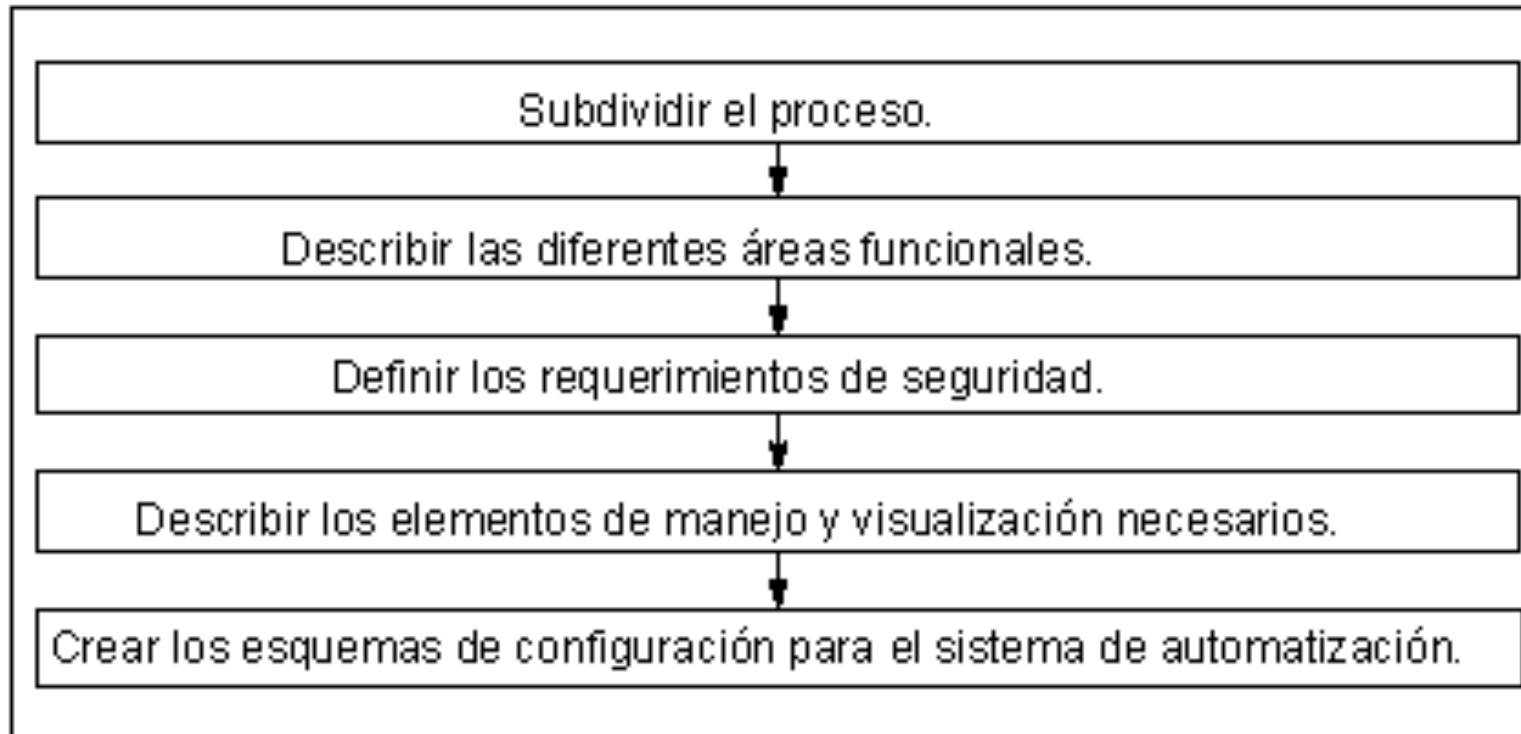 Subdividir el proceso.
Describir las diferentes áreas funcionales.
Definir los requerimientos de seguridad.
Describir los elementos de manejo y visualización necesarios.
Crear los esquemas de configuración para el sistema de automatización.